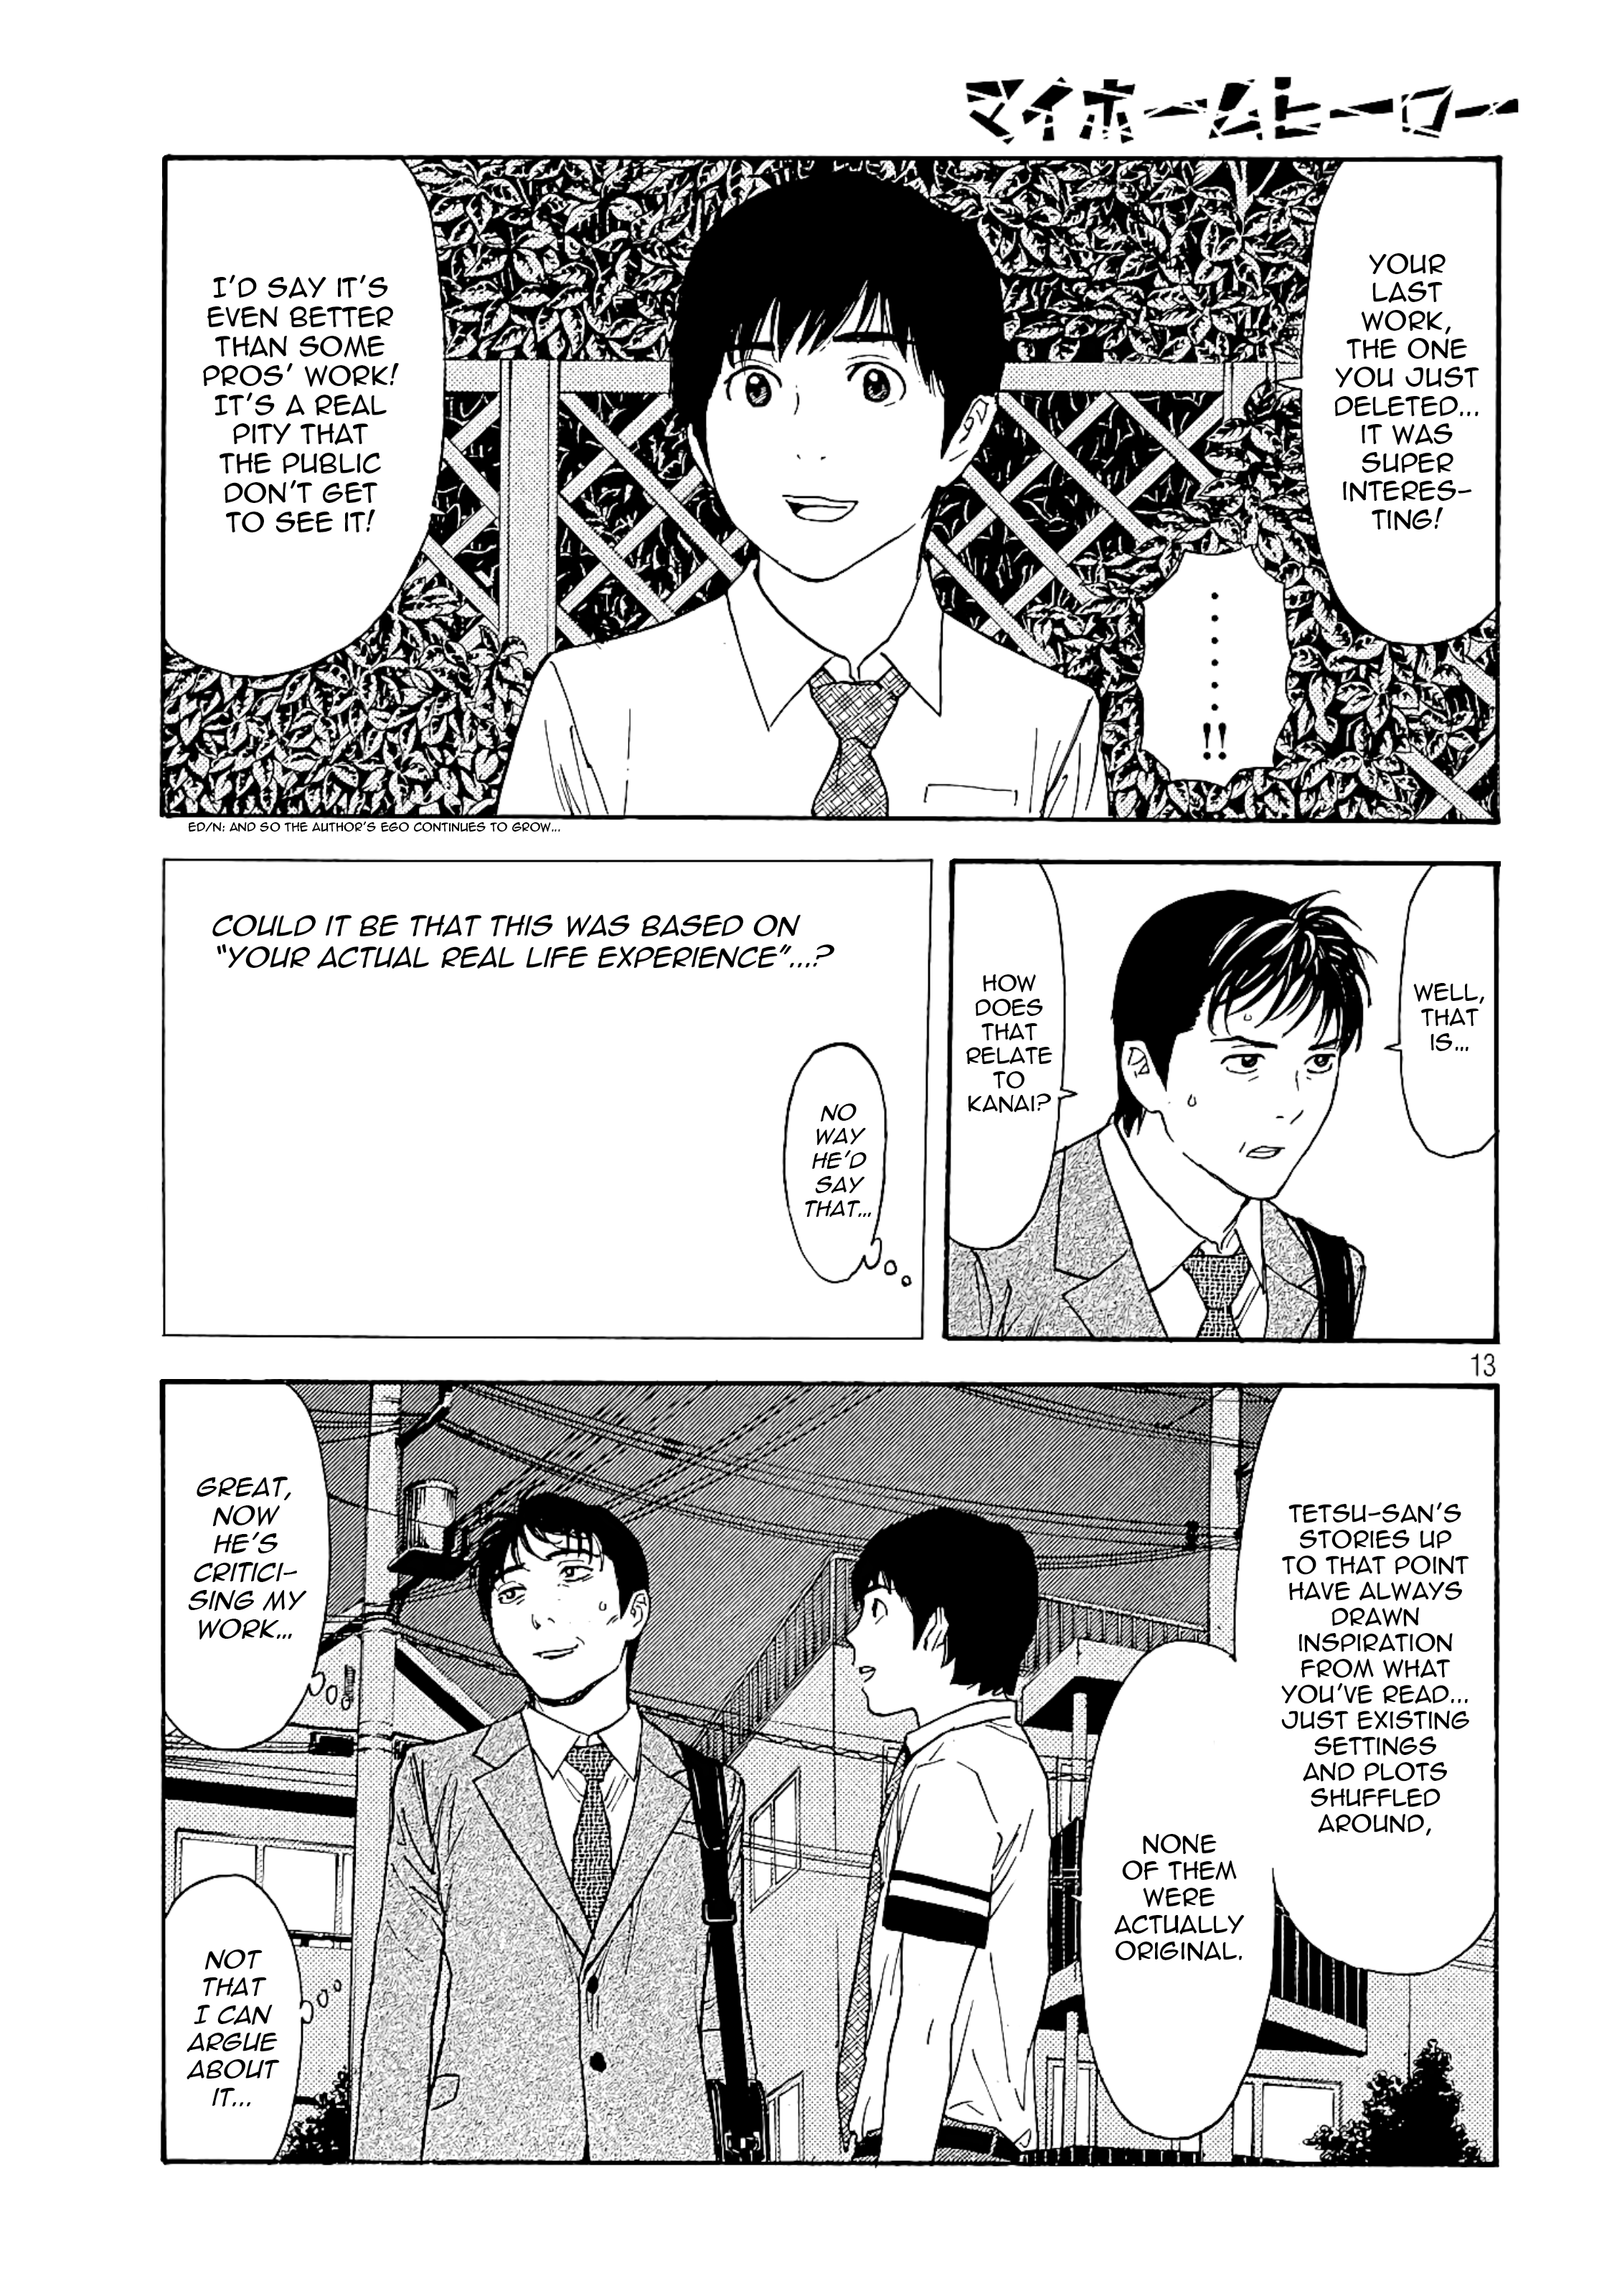 マイホームヒーロー
YOUR
LAST
WORK,
THE ONE
YOU JUST
DELETED...
IT WAS
SUPER
INTERES-
TING!
......!!
I'D SAY IT'S
EVEN BETTER
THAN SOME
PROS' WORK!
IT'S A REAL
PITY THAT
THE PUBLIC
DON'T GET
TO SEE IT!
ED/N: AND SO THE AUTHOR'S EGO CONTINUES TO GROW...
WELL,
THAT
IS...
HOW
DOES
THAT
RELATE
TO
KANAI?
COULD IT BE THAT THIS WAS BASED ON
"YOUR ACTUAL REAL LIFE EXPERIENCE"...?
NO
WAY
HE'D
SAY
THAT...
13
TETSU-SAN'S
STORIES UP
TO THAT POINT
HAVE ALWAYS
DRAWN
INSPIRATION
FROM WHAT
YOU'VE READ...
JUST EXISTING
SETTINGS
AND PLOTS
SHUFFLED
AROUND,
NONE
OF THEM
WERE
ACTUALLY
ORIGINAL.
GREAT,
NOW
HE'S
CRITICI-
SING MY
WORK...
NOT
THAT
I CAN
ARGUE
ABOUT
IT...